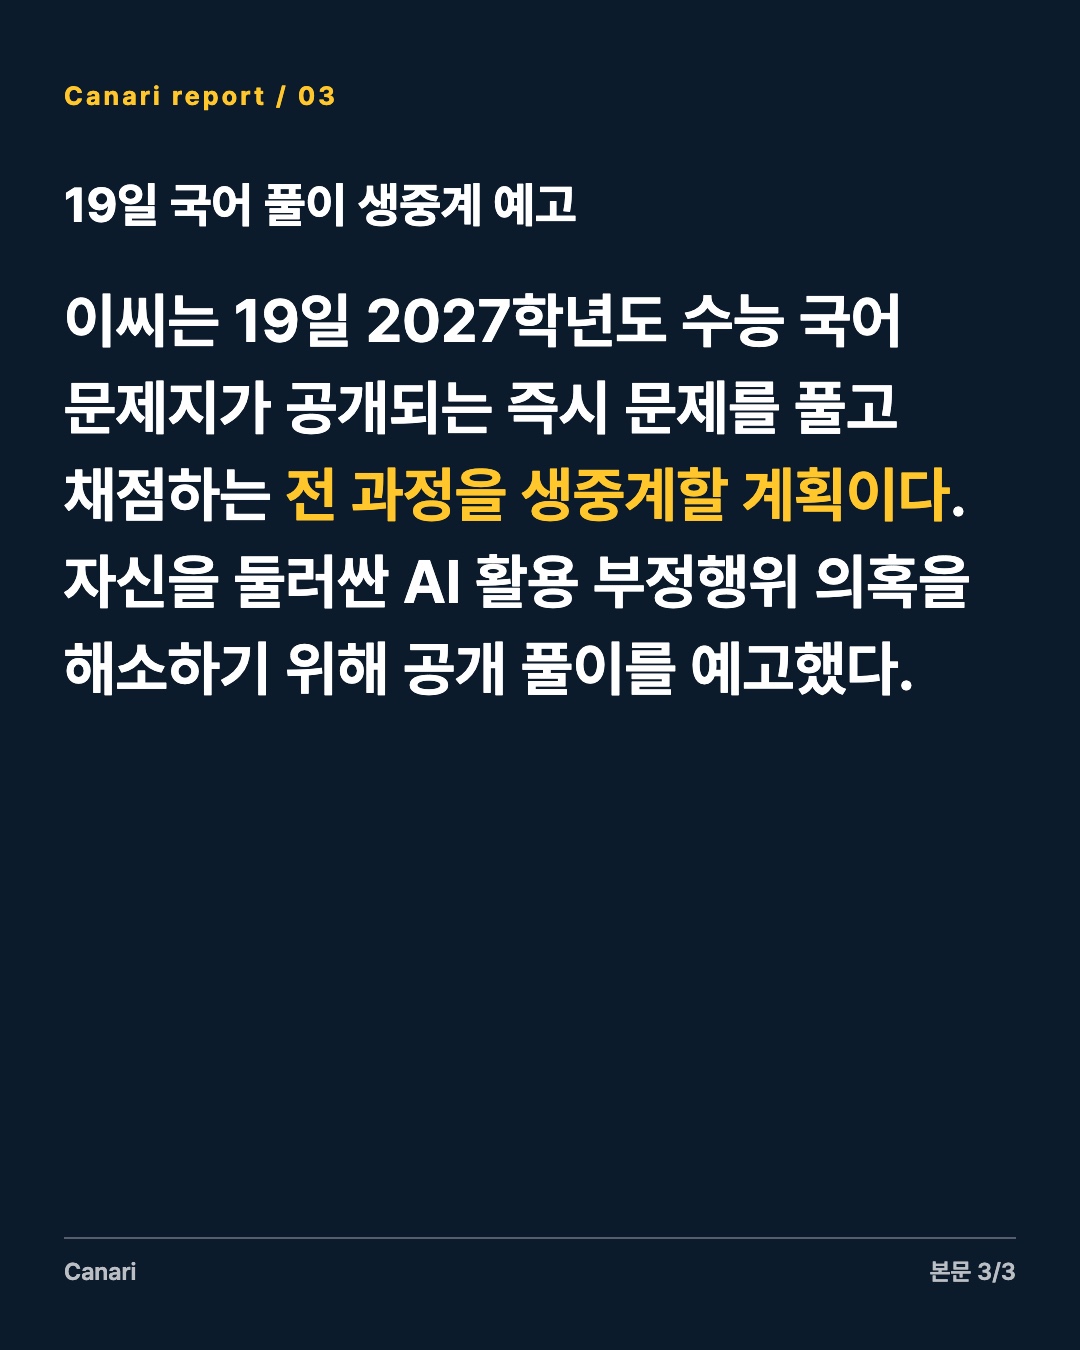 Canari report / 03
19일 국어 풀이 생중계 예고
이씨는 19일 2027학년도 수능 국어
문제지가 공개되는 즉시 문제를 풀고
채점하는 전 과정을 생중계할 계획이다.
자신을 둘러싼 AI 활용 부정행위 의혹을
해소하기 위해 공개 풀이를 예고했다.
Canari
본문 3/3